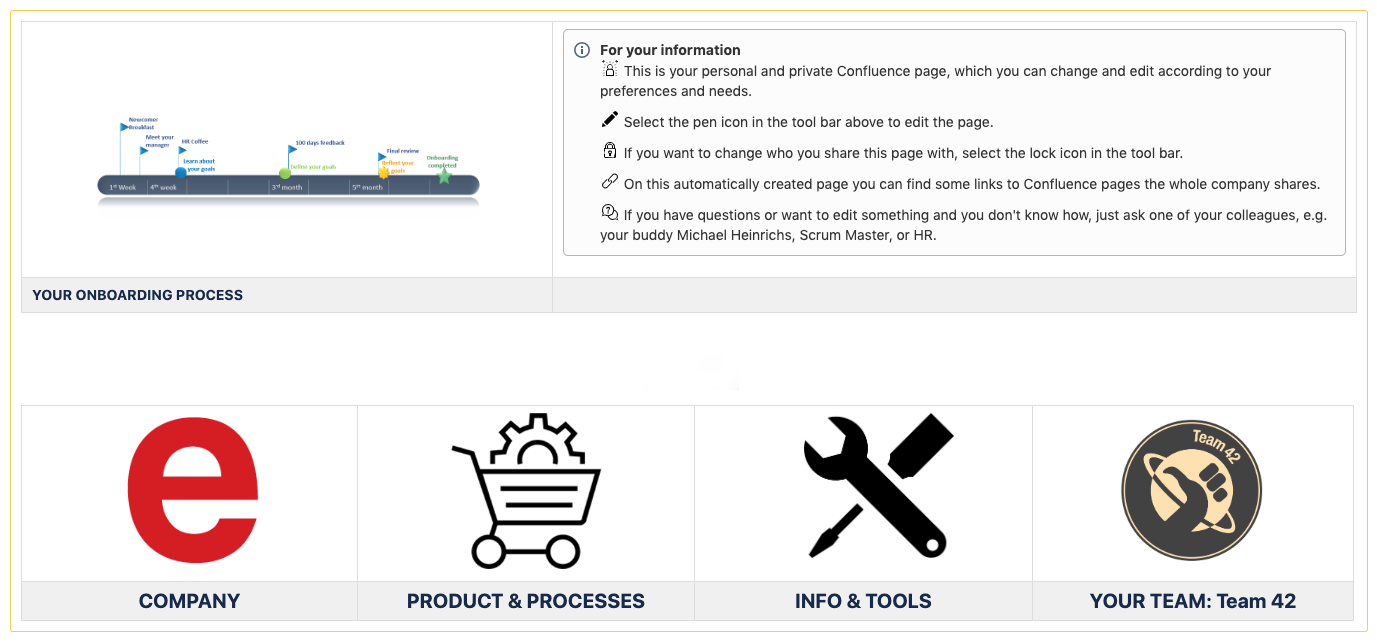 Newcomer
Breakfast
Meet your
manager
HR Coffee
Learn about
your goals
100 days feedback
Define your goals
Final review
Reflect your
goals
Onboarding
completed
1st Week
4th week
3rd month
5th month
For your information
This is your personal and private Confluence page, which you can change and edit according to your
preferences and needs.
Select the pen icon in the tool bar above to edit the page.
If you want to change who you share this page with, select the lock icon in the tool bar.
On this automatically created page you can find some links to Confluence pages the whole company shares.
If you have questions or want to edit something and you don't know how, just ask one of your colleagues, e.g.
your buddy Michael Heinrichs, Scrum Master, or HR.
YOUR ONBOARDING PROCESS
e
Team 42
COMPANY
PRODUCT & PROCESSES
INFO & TOOLS
YOUR TEAM: Team 42